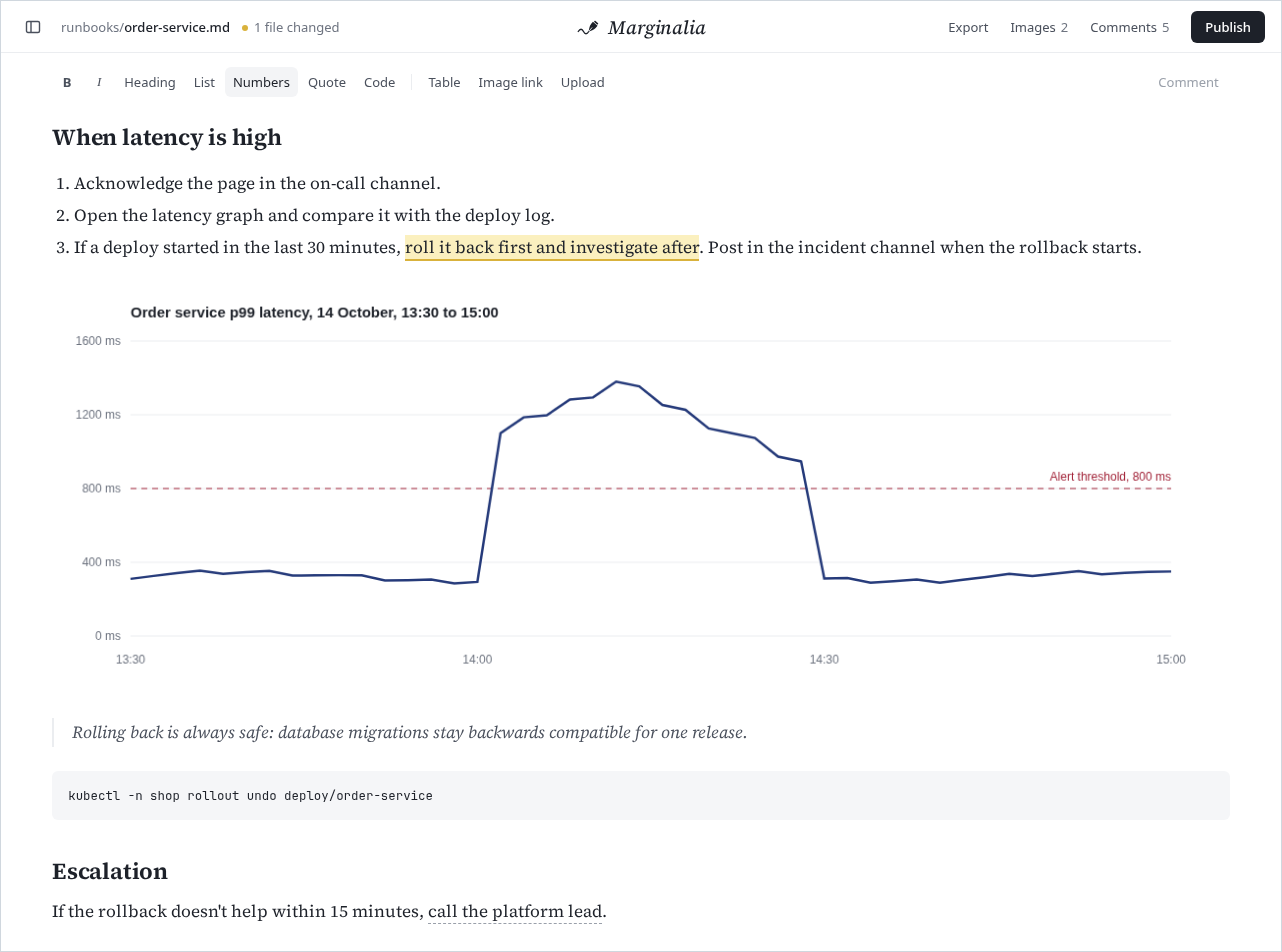 runbooks/order-service.md 1 file changed Marginalia Export Images 2 Comments 5 Publish
B I Heading List Numbers Quote Code Table Image link Upload Comment
When latency is high
1. Acknowledge the page in the on-call channel.
2. Open the latency graph and compare it with the deploy log.
3. If a deploy started in the last 30 minutes, roll it back first and investigate after. Post in the incident channel when the rollback starts.
Order service p99 latency, 14 October, 13:30 to 15:00
1600 ms
1200 ms
Alert threshold, 800 ms
800 ms
400 ms
0 ms
13:30 14:00 14:30 15:00
Rolling back is always safe: database migrations stay backwards compatible for one release.
kubectl -n shop rollout undo deploy/order-service
Escalation
If the rollback doesn't help within 15 minutes, call the platform lead.